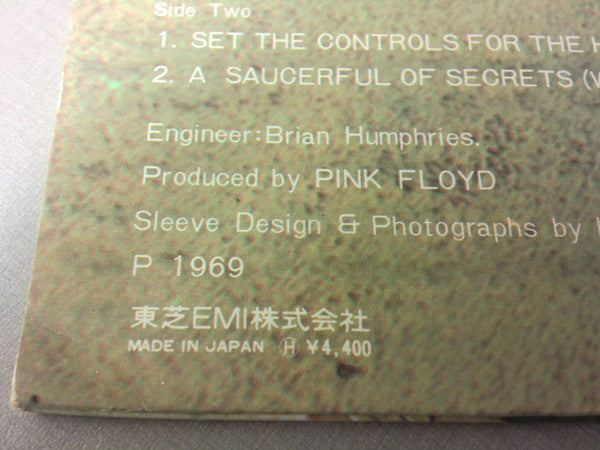 Side Two
1. SET THE CONTROLS FOR THE
2. A SAUCERFUL OF SECRETS
Engineer:Brian Humphries.
Produced by PINK FLOYD
Sleeve Design & Photographs by
P 1969
東芝EMI株式会社
MADE IN JAPAN Ⓗ ¥4,400